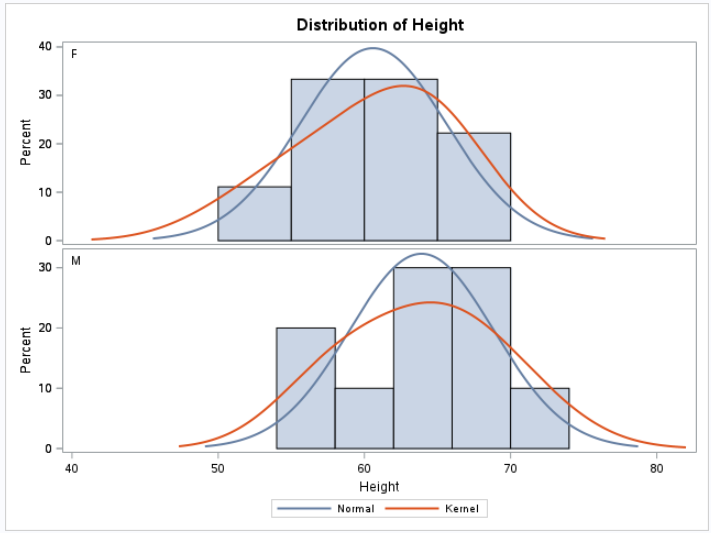 Distribution of Height
F
40
30
20
10
0
Percent
M
30
20
10
0
Percent
40 50 60 70 80
Height
Normal Kernel